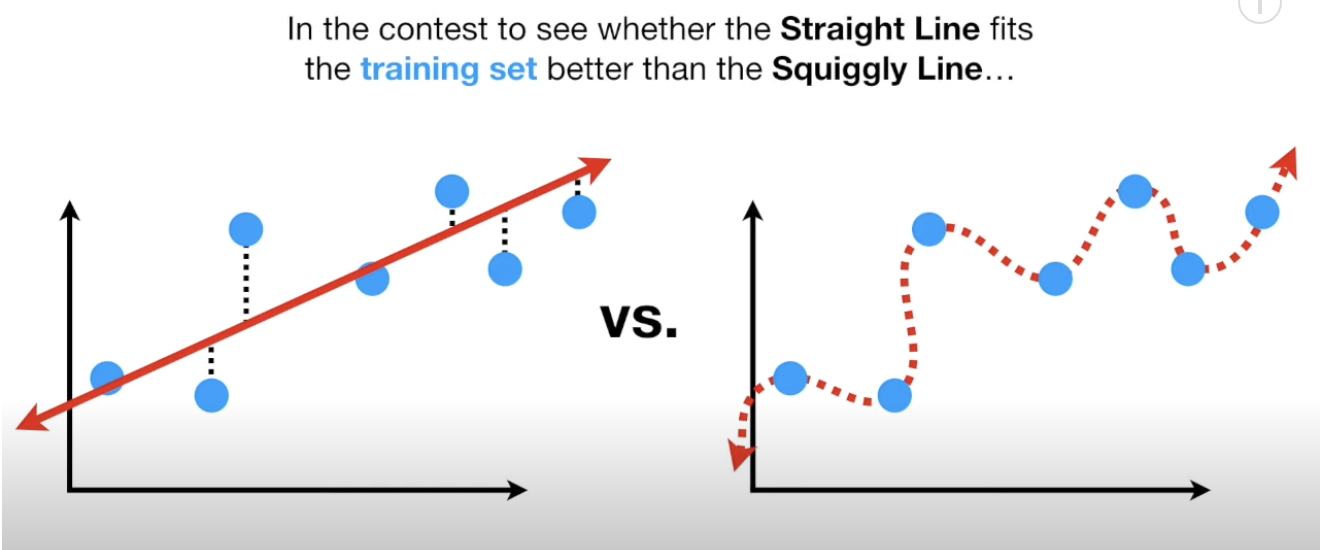 In the contest to see whether the Straight Line fits
the training set better than the Squiggly Line...
vs.